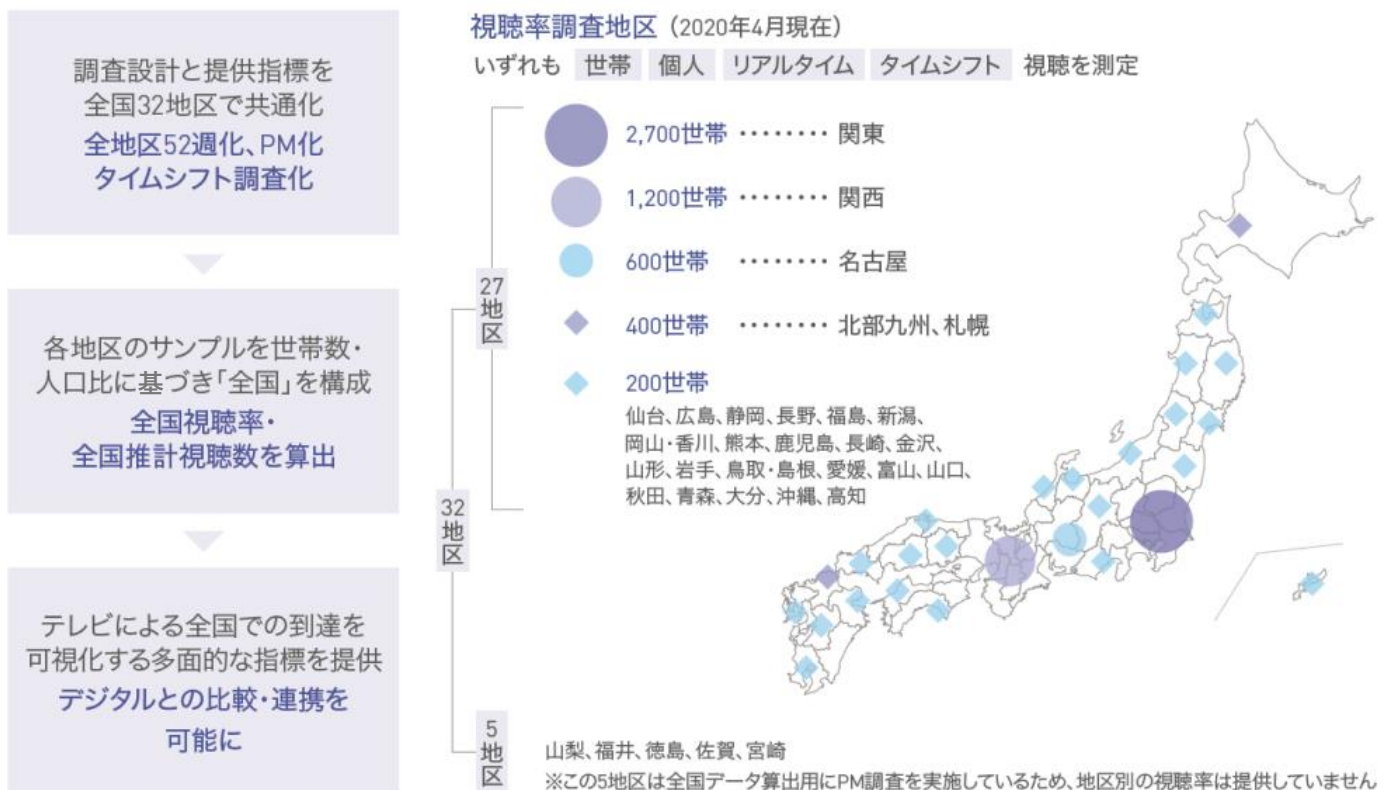 調査設計と提供指標を
全国32地区で共通化
全地区52週化、PM化
タイムシフト調査化
各地区のサンプルを世帯数・
人口比に基づき「全国」を構成
全国視聴率・
全国推計視聴数を算出
テレビによる全国での到達を
可視化する多面的な指標を提供
デジタルとの比較・連携を
可能に
視聴率調査地区（2020年4月現在）
いずれも 世帯 個人 リアルタイム タイムシフト 視聴を測定
32地区
27地区
2,700世帯 ········ 関東
1,200世帯 ········ 関西
600世帯 ········ 名古屋
400世帯 ········ 北部九州、札幌
200世帯
仙台、広島、静岡、長野、福島、新潟、
岡山・香川、熊本、鹿児島、長崎、金沢、
山形、岩手、鳥取・島根、愛媛、富山、山口、
秋田、青森、大分、沖縄、高知
5地区
山梨、福井、徳島、佐賀、宮崎
※この5地区は全国データ算出用にPM調査を実施しているため、地区別の視聴率は提供していません